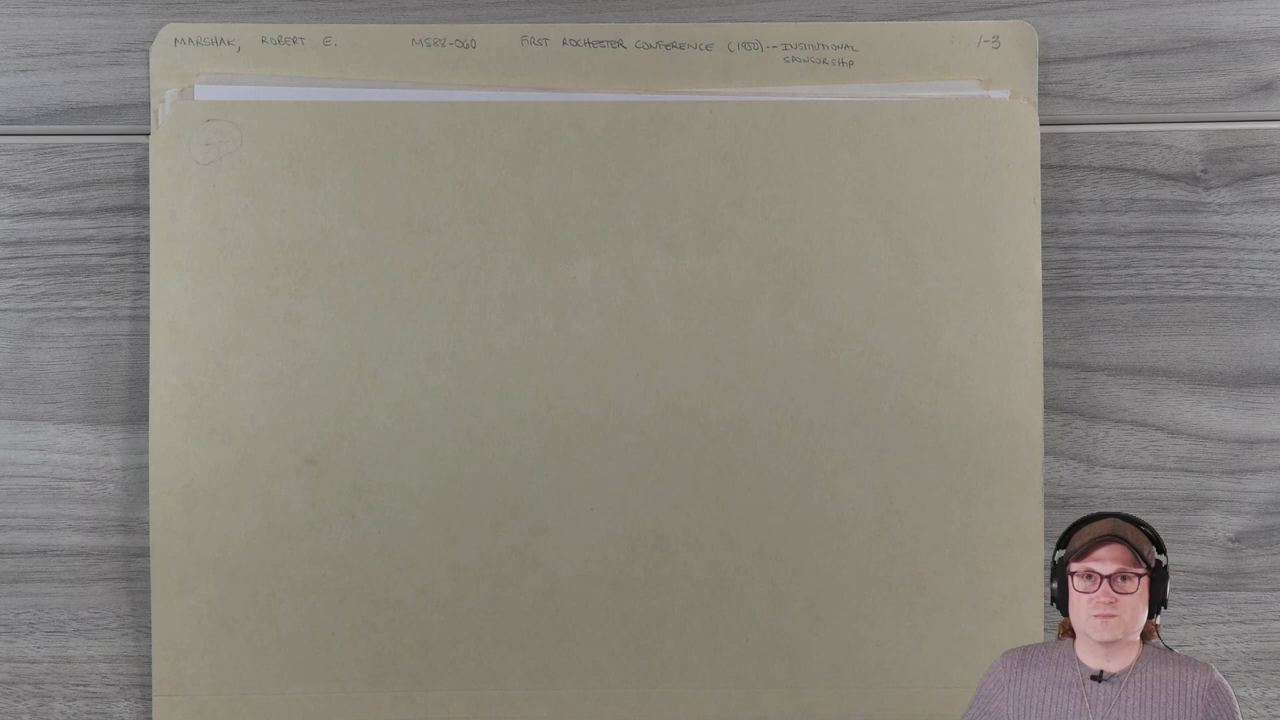 MARSHAK, ROBERT E. MS88-060 FIRST ROCHESTER CONFERENCE (1950)--INSTITUTIONAL 1-3
SPONSORSHIP